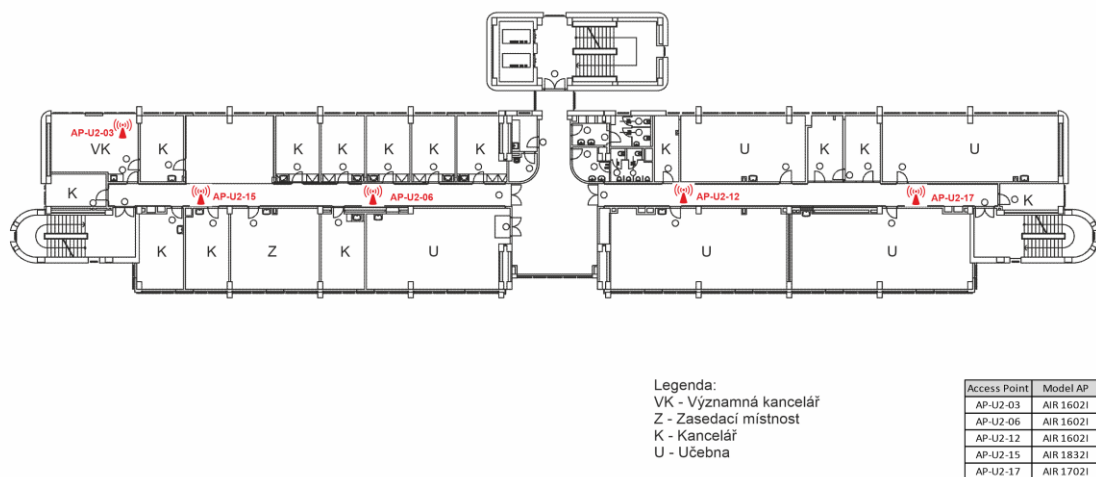 AP-U2-03
VK K K K K K K K U K K U
K
AP-U2-15 AP-U2-06 AP-U2-12 AP-U2-17 K
K K Z K U U U
Legenda:
VK - Významná kancelář
Z - Zasedací místnost
K - Kancelář
U - Učebna
Access Point Model AP
AP-U2-03 AIR 1602I
AP-U2-06 AIR 1602I
AP-U2-12 AIR 1602I
AP-U2-15 AIR 1832I
AP-U2-17 AIR 1702I